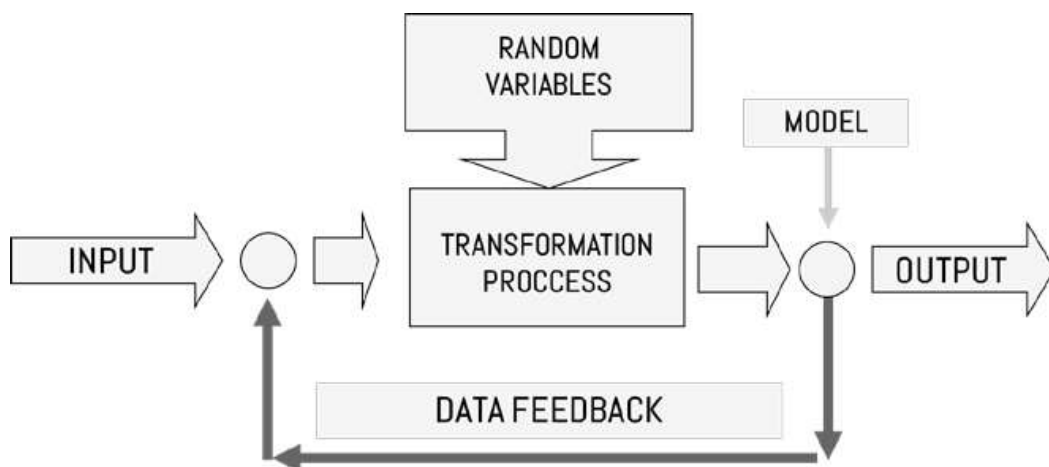 RANDOM
VARIABLES
MODEL
INPUT
TRANSFORMATION
PROCCESS
OUTPUT
DATA FEEDBACK